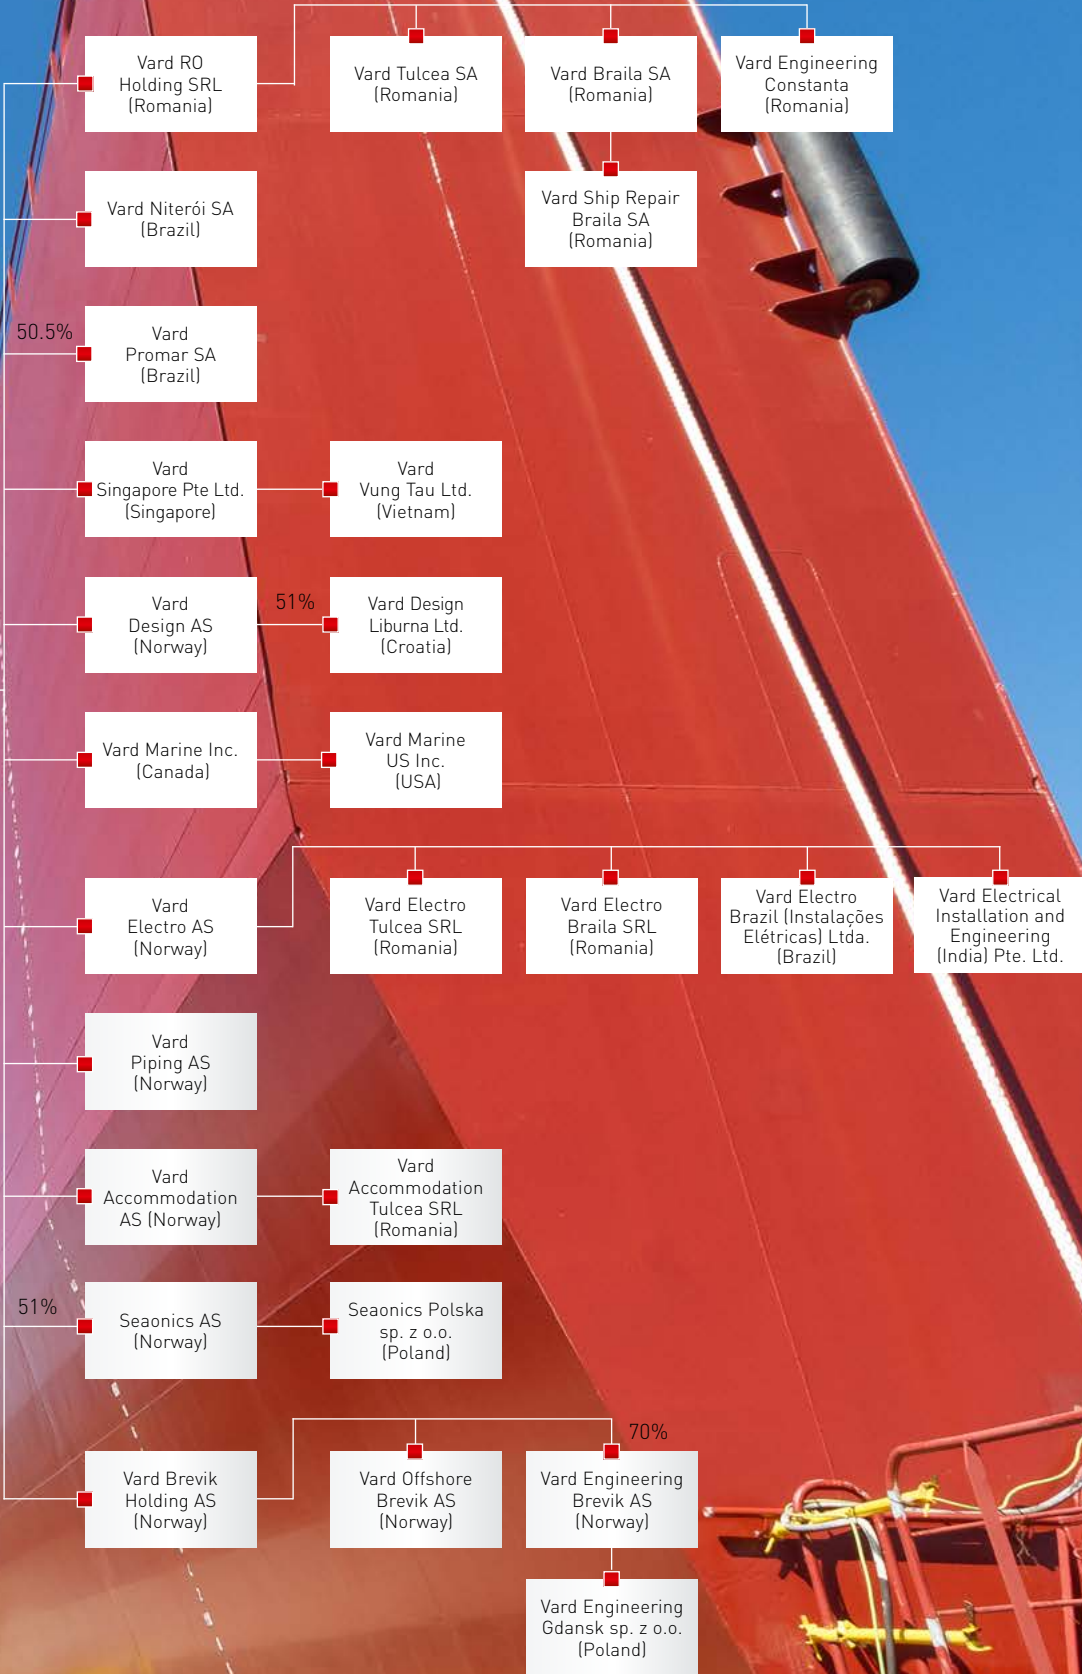 Vard RO
Holding SRL
(Romania)
Vard Tulcea SA
(Romania)
Vard Braila SA
(Romania)
Vard Engineering
Constanta
(Romania)
Vard Niterói SA
(Brazil)
Vard Ship Repair
Braila SA
(Romania)
50.5%
Vard
Promar SA
(Brazil)
Vard
Singapore Pte Ltd.
(Singapore)
Vard
Vung Tau Ltd.
(Vietnam)
Vard
Design AS
(Norway)
51%
Vard Design
Liburna Ltd.
(Croatia)
Vard Marine Inc.
(Canada)
Vard Marine
US Inc.
(USA)
Vard
Electro AS
(Norway)
Vard Electro
Tulcea SRL
(Romania)
Vard Electro
Braila SRL
(Romania)
Vard Electro
Brazil (Instalações
Elétricas) Ltda.
(Brazil)
Vard Electrical
Installation and
Engineering
(India) Pte. Ltd.
Vard
Piping AS
(Norway)
Vard
Accommodation
AS (Norway)
Vard
Accommodation
Tulcea SRL
(Romania)
51%
Seaonics AS
(Norway)
Seaonics Polska
sp. z o.o.
(Poland)
Vard Brevik
Holding AS
(Norway)
Vard Offshore
Brevik AS
(Norway)
70%
Vard Engineering
Brevik AS
(Norway)
Vard Engineering
Gdansk sp. z o.o.
(Poland)